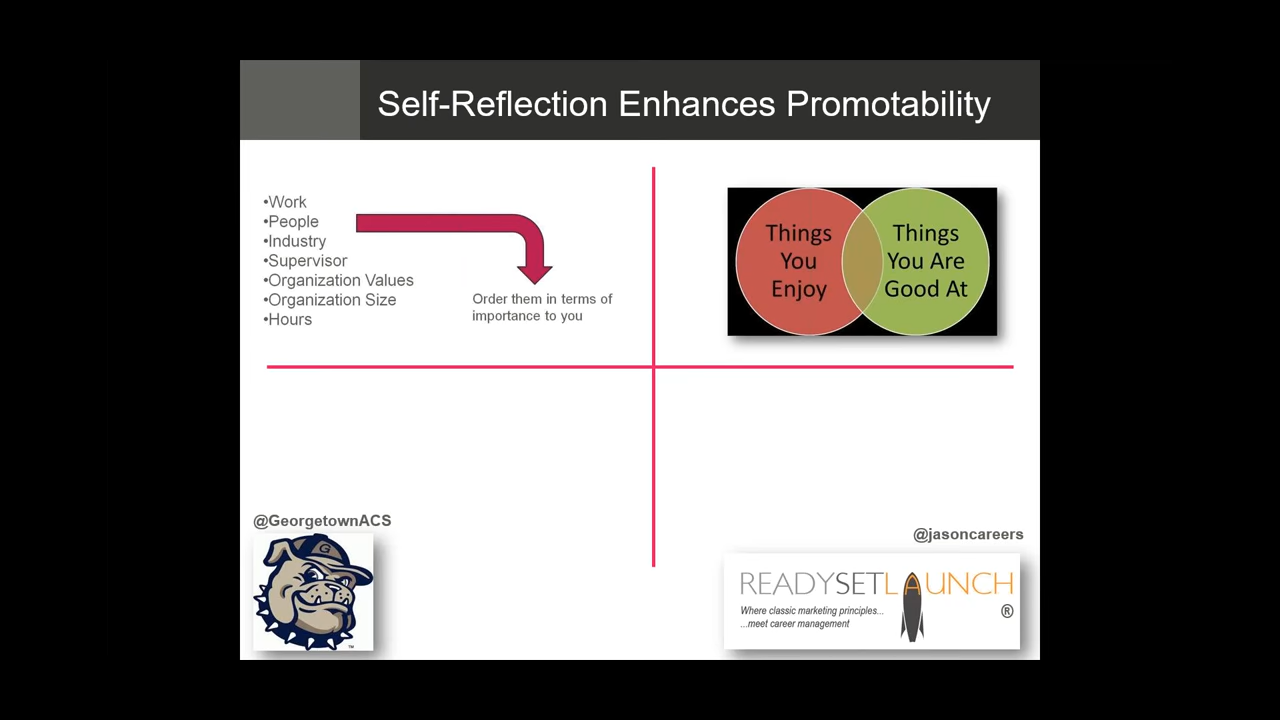 Self-Reflection Enhances Promotability
•Work
•People
•Industry
•Supervisor
•Organization Values
•Organization Size
•Hours
Order them in terms of
importance to you
Things
You
Enjoy
Things
You Are
Good At
@GeorgetownACS
G
TM
@jasoncareers
READYSETLAUNCH
®
Where classic marketing principles...
...meet career management